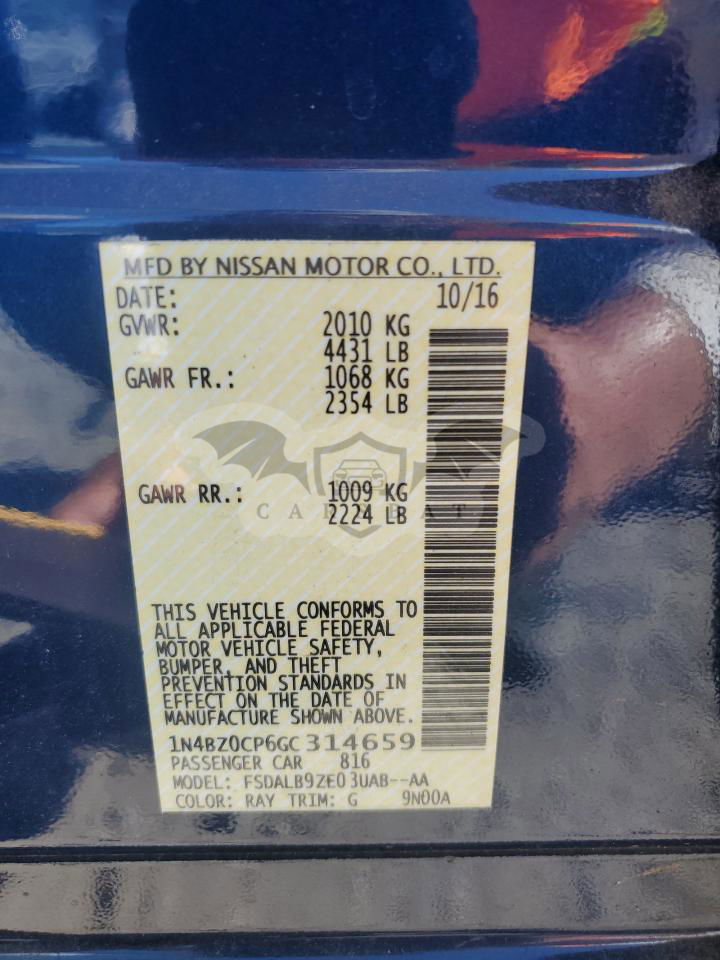 MFD BY NISSAN MOTOR CO., LTD.
DATE: 10/16
GVWR: 2010 KG
4431 LB
GAWR FR.: 1068 KG
2354 LB
GAWR RR.: 1009 KG
2224 LB
CARSBAT
THIS VEHICLE CONFORMS TO
ALL APPLICABLE FEDERAL
MOTOR VEHICLE SAFETY,
BUMPER, AND THEFT
PREVENTION STANDARDS IN
EFFECT ON THE DATE OF
MANUFACTURE SHOWN ABOVE.
1N4BZ0CP6GC 314659
PASSENGER CAR 816
MODEL: FSDALB9ZE03UAB--AA
COLOR: RAY TRIM: G 9N00A